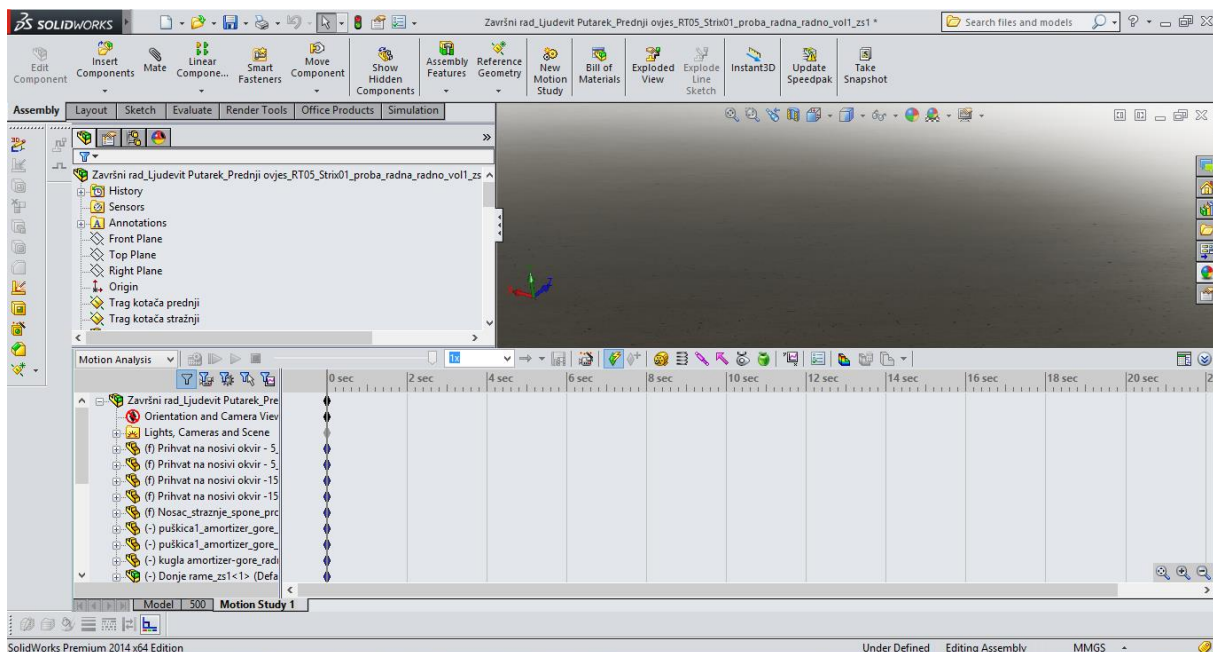 SOLIDWORKS
Završni rad_Ljudevit Putarek_Prednji ovjes_RT05_Strix01_proba_radna_radno_vol1_zs1 *
Search files and models
Edit Component
Insert Components
Mate
Linear Compone...
Smart Fasteners
Move Component
Show Hidden Components
Assembly Features
Reference Geometry
New Motion Study
Bill of Materials
Exploded View
Explode Line Sketch
Instant3D
Update Speedpak
Take Snapshot
Assembly Layout Sketch Evaluate Render Tools Office Products Simulation
Završni rad_Ljudevit Putarek_Prednji ovjes_RT05_Strix01_proba_radna_radno_vol1_zs
History
Sensors
Annotations
Front Plane
Top Plane
Right Plane
Origin
Trag kotača prednji
Trag kotača stražnji
Motion Analysis
1x
0 sec 2 sec 4 sec 6 sec 8 sec 10 sec 12 sec 14 sec 16 sec 18 sec 20 sec 2
Završni rad_Ljudevit Putarek_Pre
Orientation and Camera View
Lights, Cameras and Scene
(f) Prihvat na nosivi okvir - 5_
(f) Prihvat na nosivi okvir - 5_
(f) Prihvat na nosivi okvir -15
(f) Prihvat na nosivi okvir -15
(f) Nosac_straznje_spone_prc
(-) puškica1_amortizer_gore_
(-) puškica1_amortizer_gore_
(-) kugla amortizer-gore_radı
(-) Donje rame_zs1<1> (Defa
Model 500 Motion Study 1
SolidWorks Premium 2014 x64 Edition
Under Defined Editing Assembly MMGS